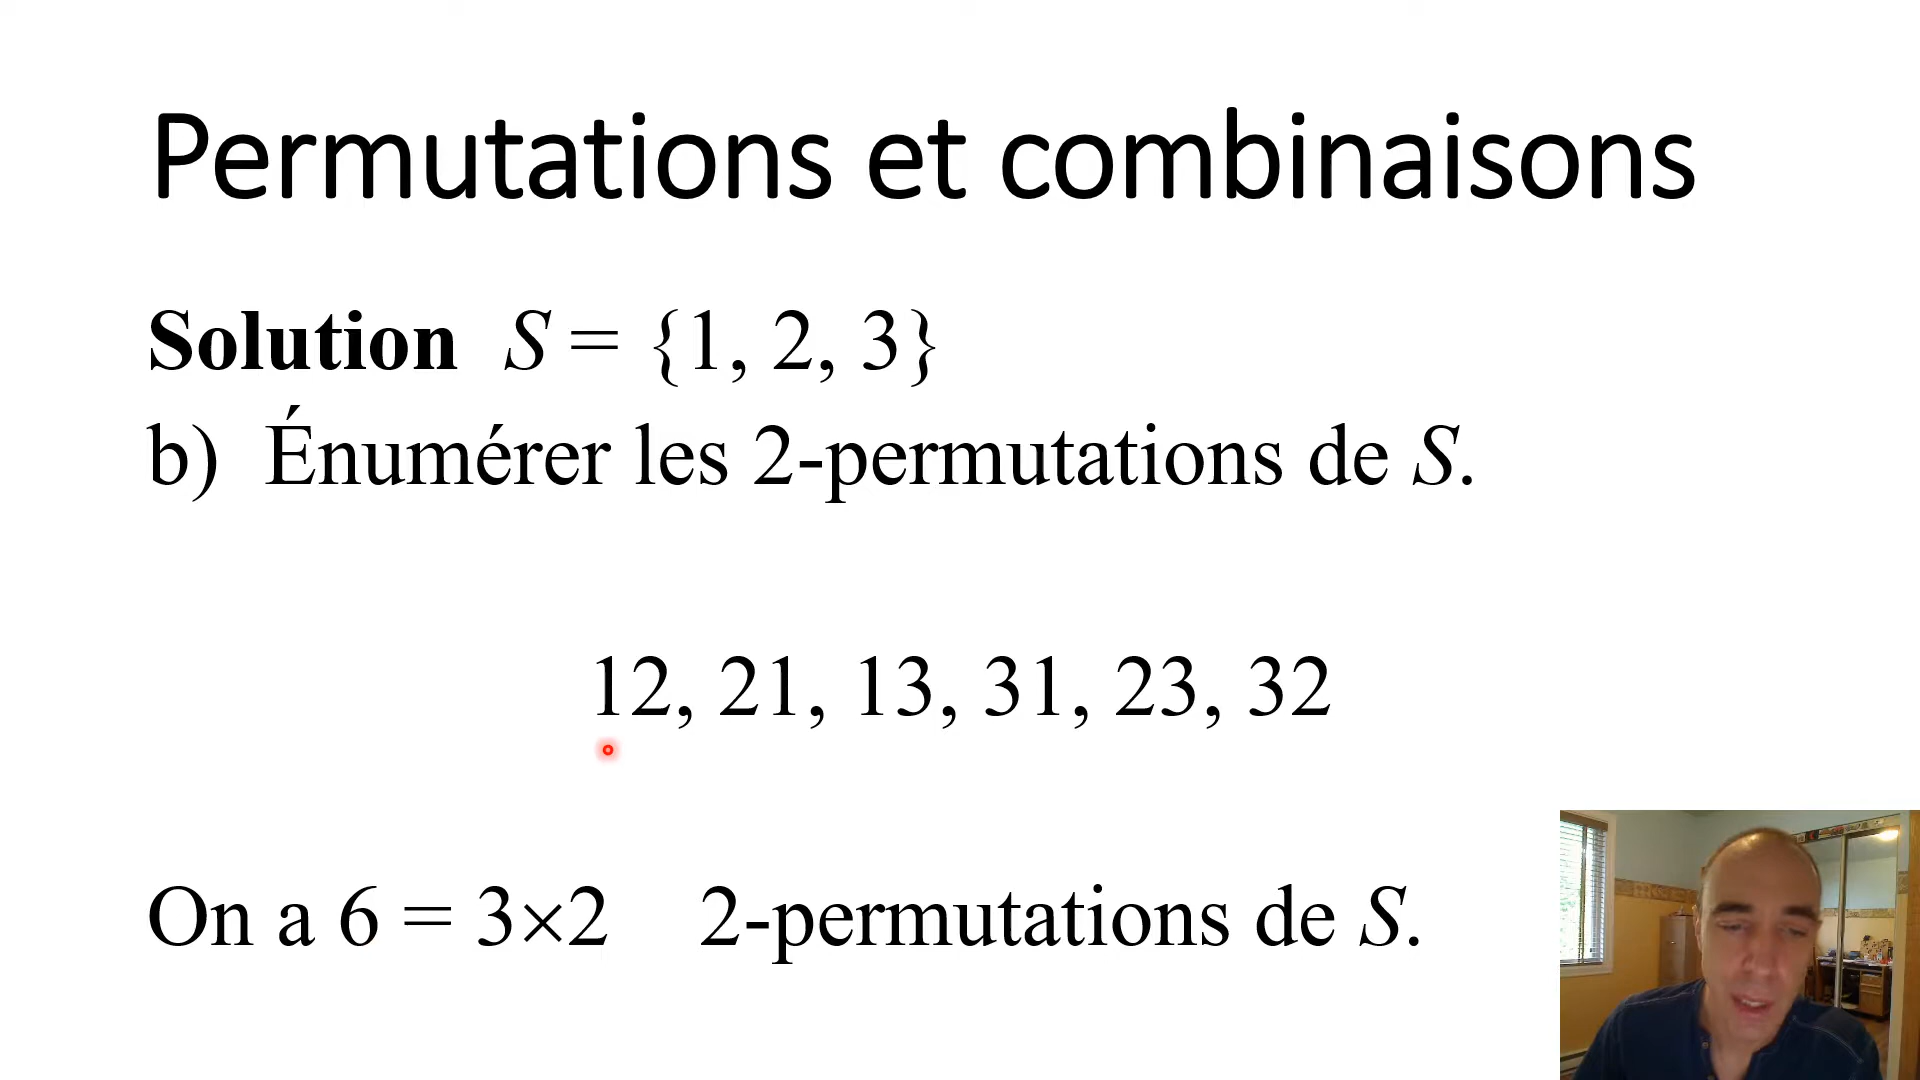 Permutations et combinaisons
Solution S = {1, 2, 3}
b) Énumérer les 2-permutations de S.
12, 21, 13, 31, 23, 32
On a 6 = 3×2 2-permutations de S.